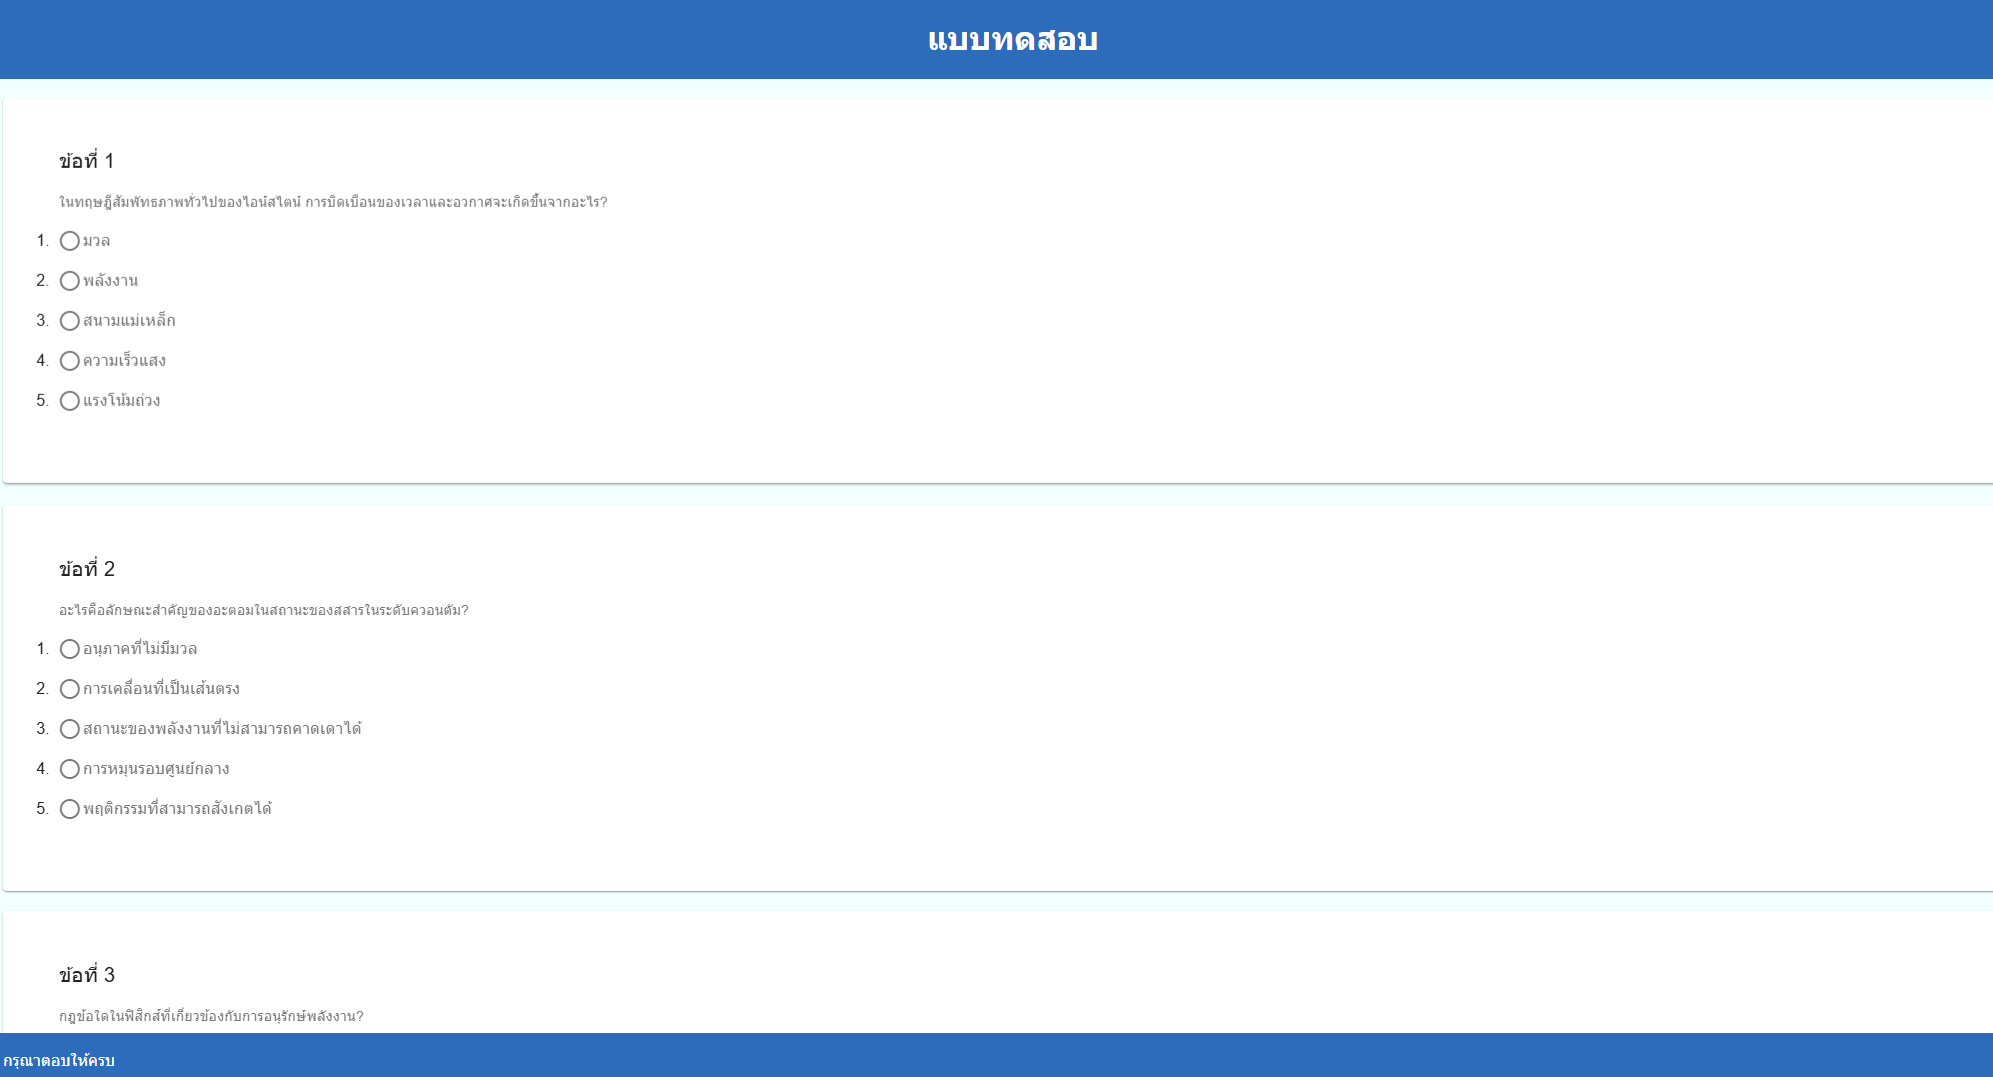 แบบทดสอบ
ข้อที่ 1
ในทฤษฎีสัมพัทธภาพทั่วไปของไอน์สไตน์ การบิดเบือนของเวลาและอวกาศจะเกิดขึ้นจากอะไร?
1. มวล
2. พลังงาน
3. สนามแม่เหล็ก
4. ความเร็วแสง
5. แรงโน้มถ่วง
ข้อที่ 2
อะไรคือลักษณะสำคัญของอะตอมในสถานะของสสารในระดับควอนตัม?
1. อนุภาคที่ไม่มีมวล
2. การเคลื่อนที่เป็นเส้นตรง
3. สถานะของพลังงานที่ไม่สามารถคาดเดาได้
4. การหมุนรอบศูนย์กลาง
5. พฤติกรรมที่สามารถสังเกตได้
ข้อที่ 3
กฎข้อใดในฟิสิกส์ที่เกี่ยวข้องกับการอนุรักษ์พลังงาน?
กรุณาตอบให้ครบ